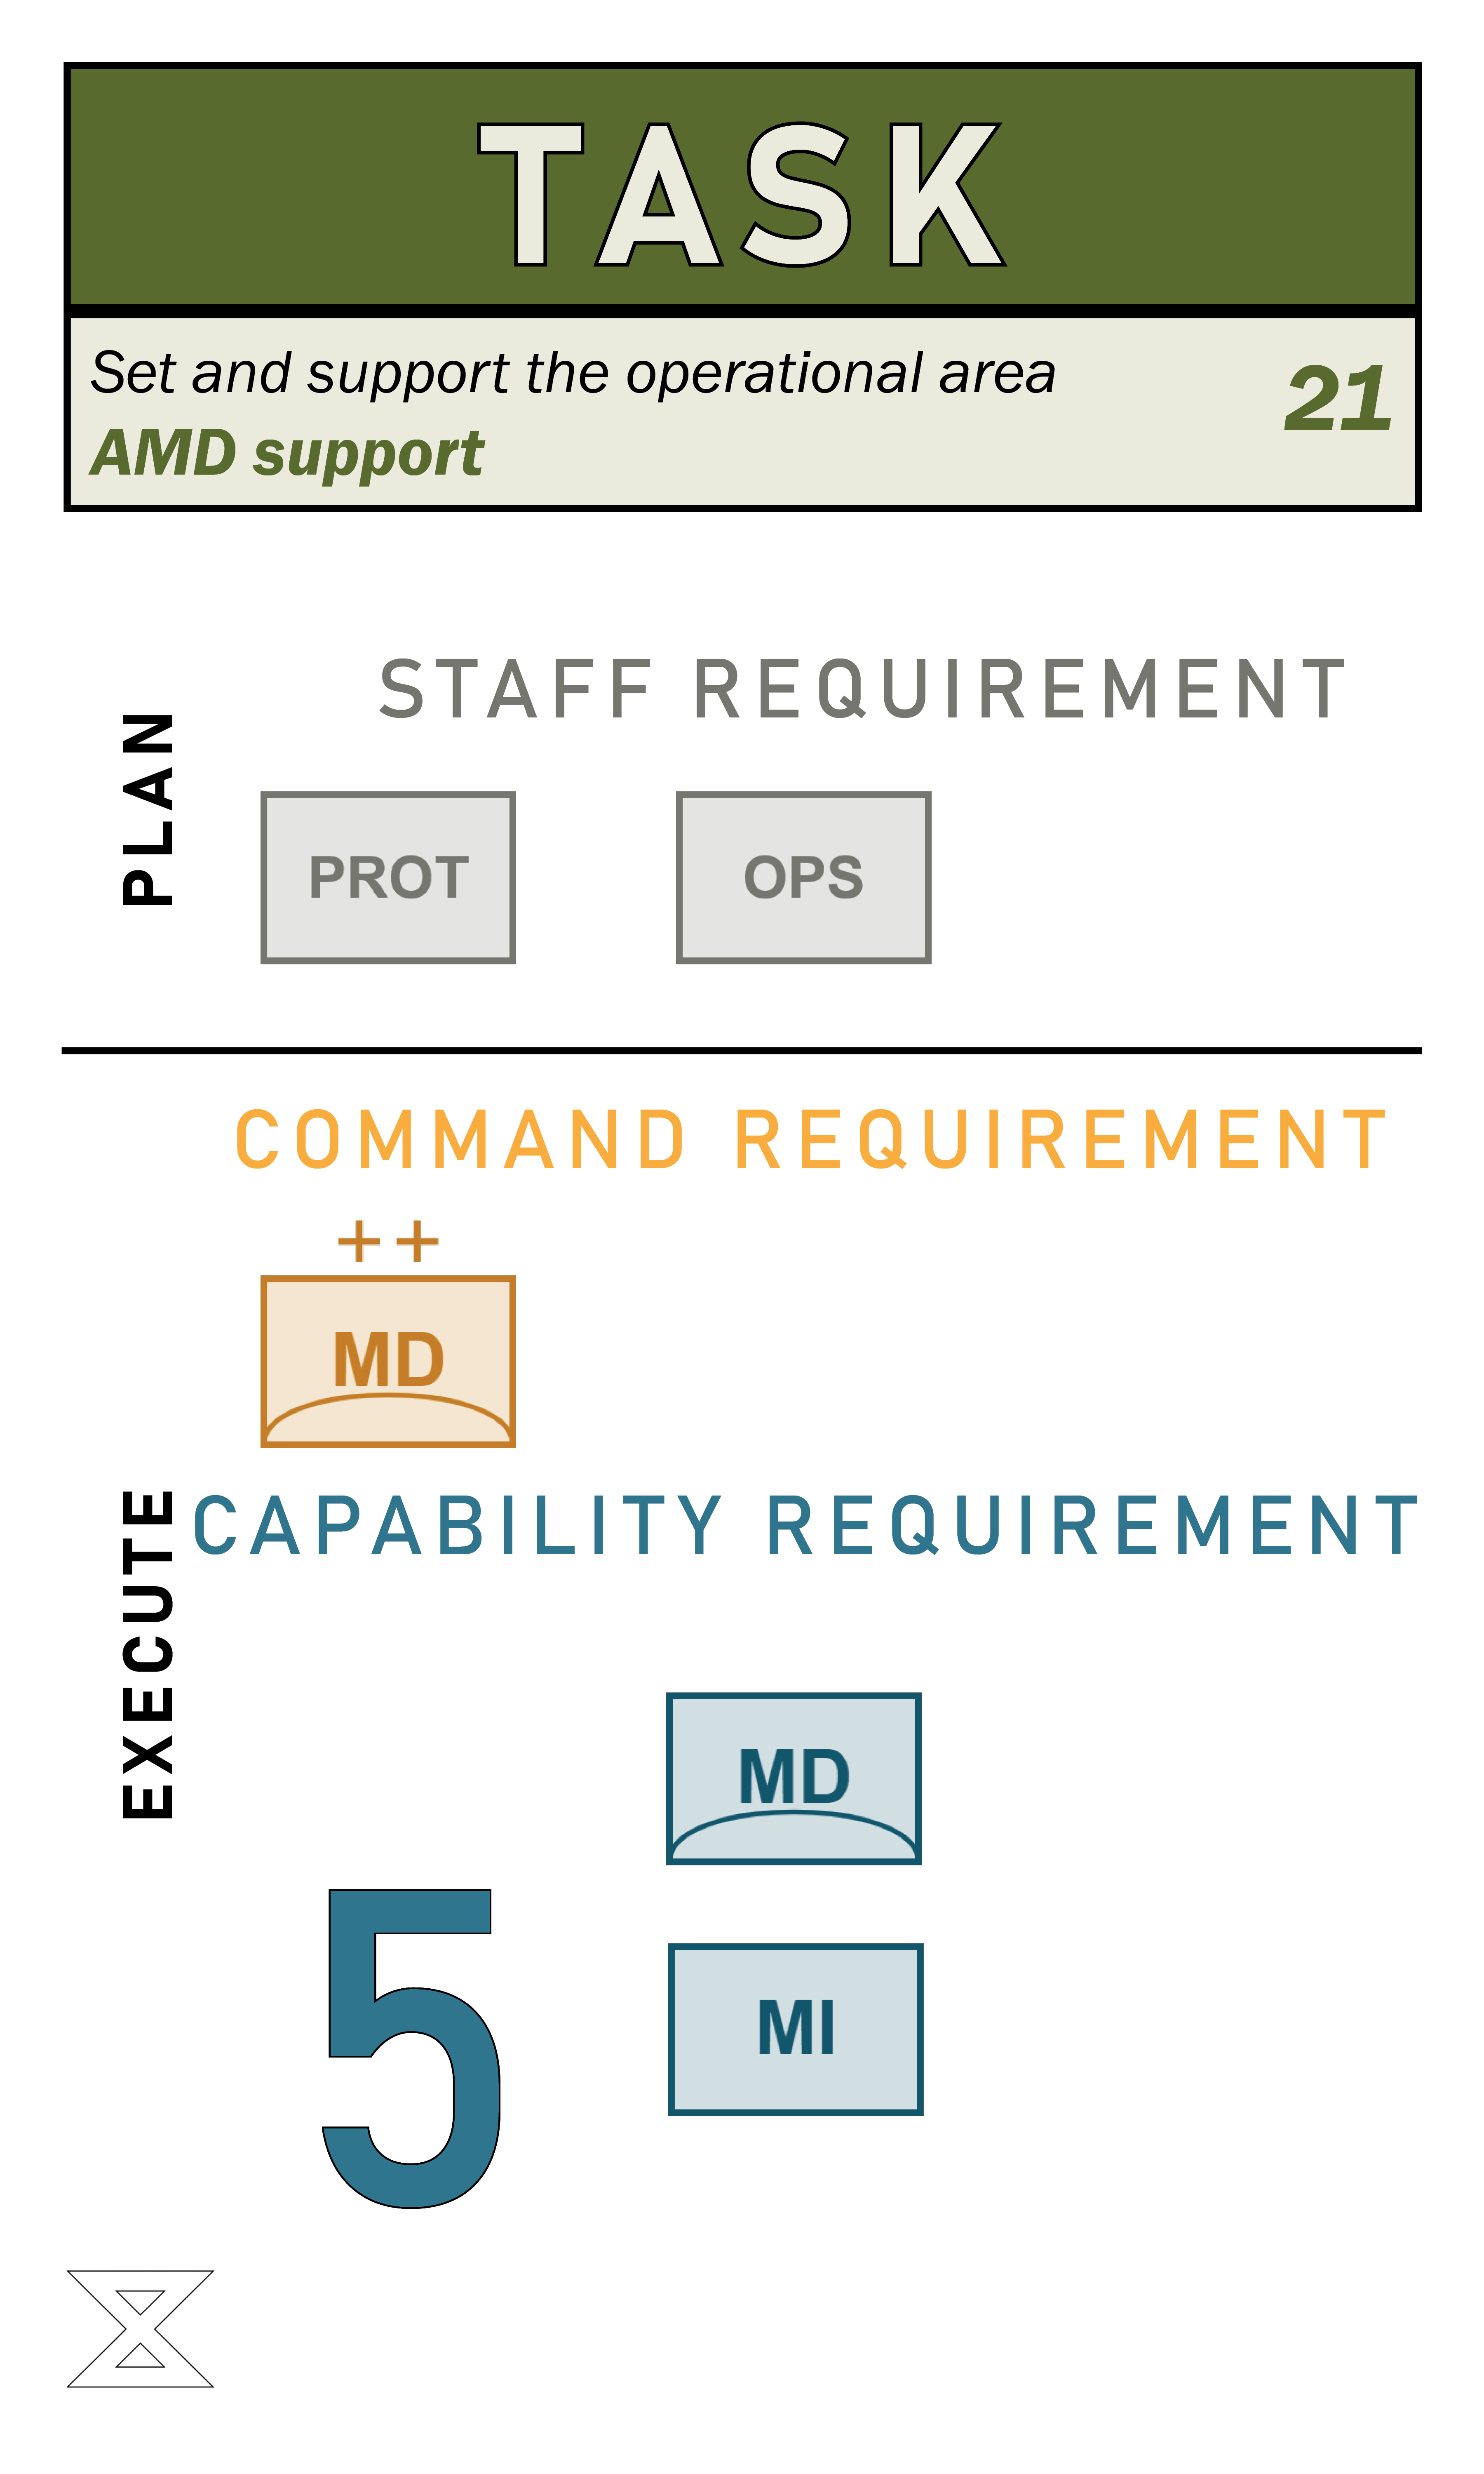 TASK
Set and support the operational area
AMD support
21
PLAN
STAFF REQUIREMENT
PROT
OPS
EXECUTE
COMMAND REQUIREMENT
++
MD
CAPABILITY REQUIREMENT
5
MD
MI